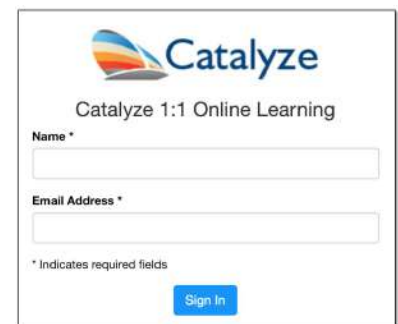 Catalyze
Catalyze 1:1 Online Learning
Name *
Email Address *
* Indicates required fields
Sign In